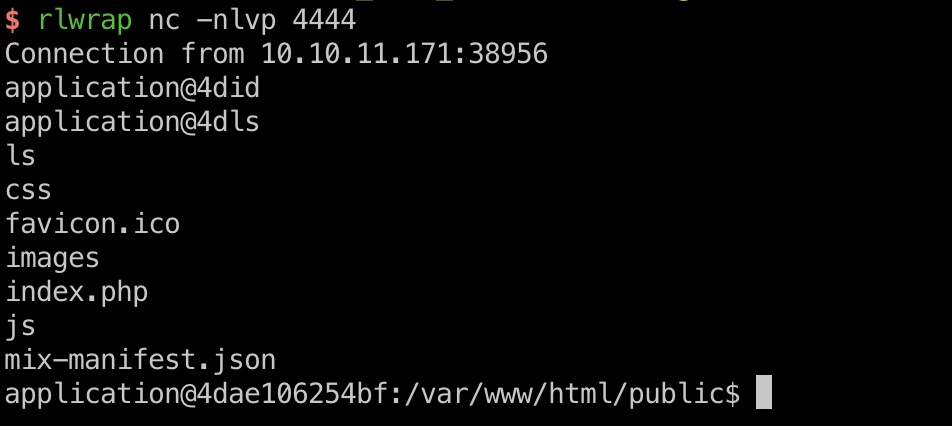 $ rlwrap nc -nlvp 4444
Connection from 10.10.11.171:38956
application@4did
application@4dls
ls
css
favicon.ico
images
index.php
js
mix-manifest.json
application@4dae106254bf:/var/www/html/public$